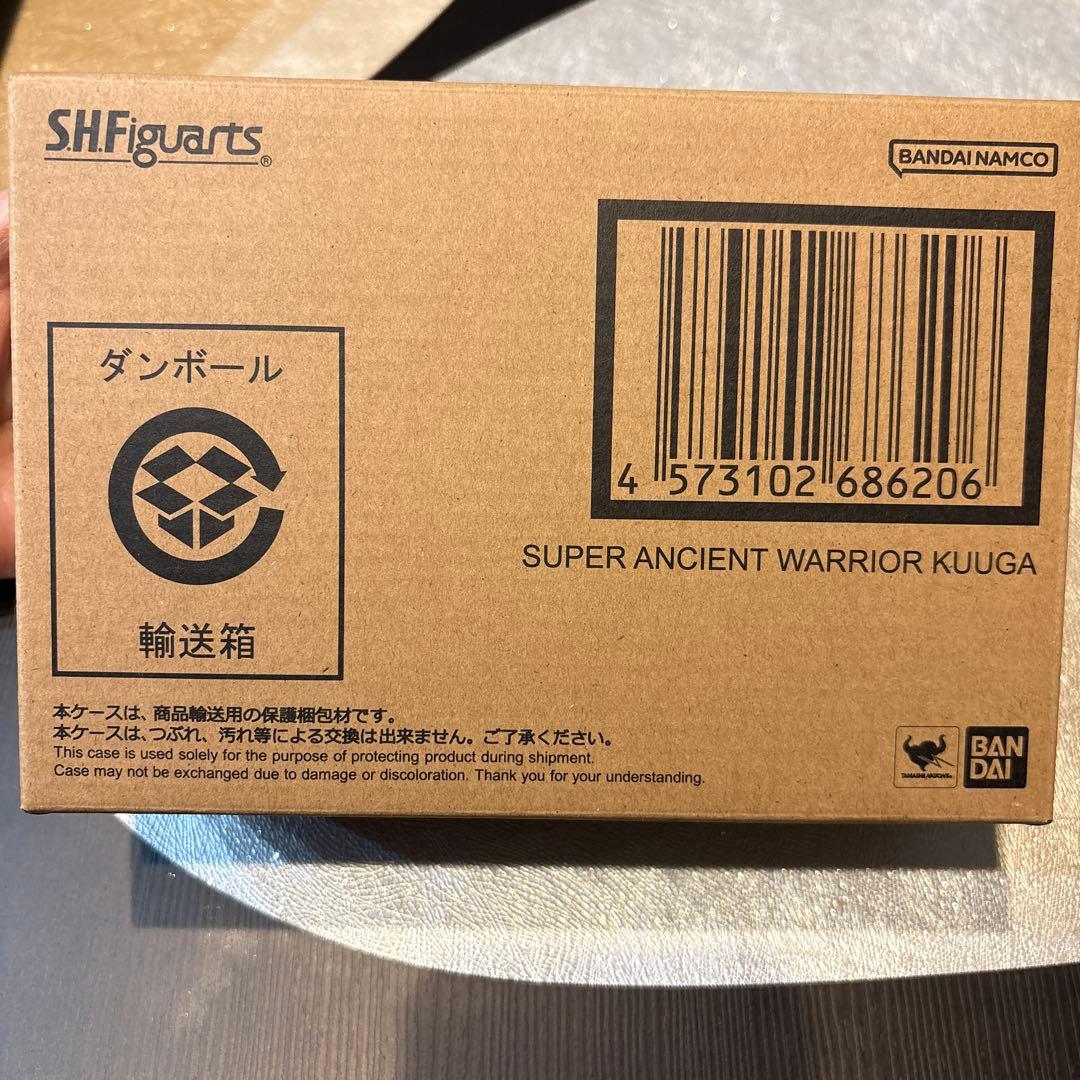 S.H.Figuarts®
BANDAI NAMCO
4 573102 686206
SUPER ANCIENT WARRIOR KUUGA
ダンボール
輸送箱
本ケースは、商品輸送用の保護梱包材です。
本ケースは、つぶれ、汚れ等による交換は出来ません。ご了承ください。
This case is used solely for the purpose of protecting product during shipment.
Case may not be exchanged due to damage or discoloration. Thank you for your understanding.
TAMASHII NATIONS
BAN
DAI